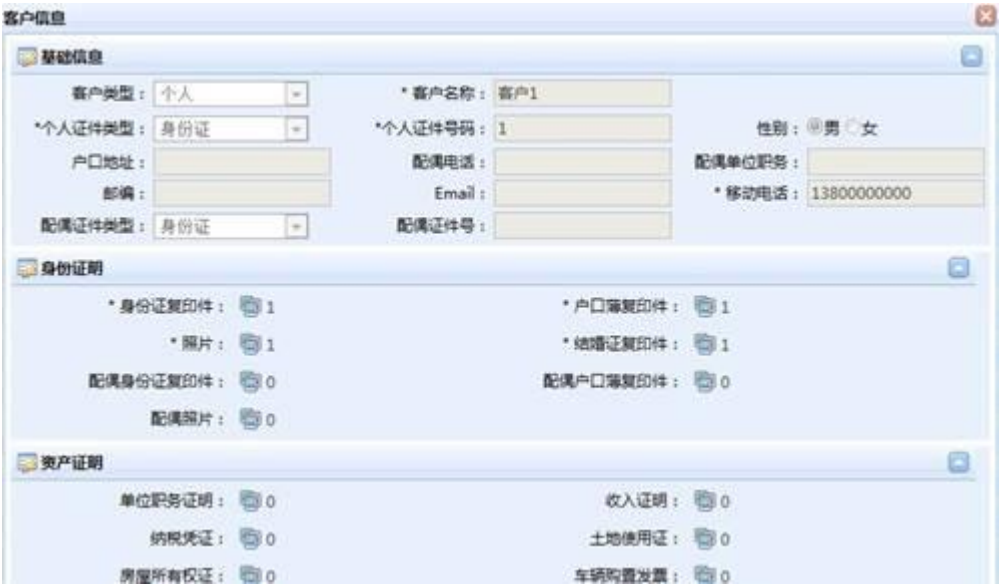 客户信息
基础信息
客户类型： 个人 * 客户名称： 客户1
*个人证件类型： 身份证 *个人证件号码： 1 性别： 男 女
户口地址： 配偶电话： 配偶单位职务：
邮编： Email： * 移动电话： 13800000000
配偶证件类型： 身份证 配偶证件号：
身份证明
* 身份证复印件： 1 * 户口簿复印件： 1
* 照片： 1 * 结婚证复印件： 1
配偶身份证复印件： 0 配偶户口簿复印件： 0
配偶照片： 0
资产证明
单位职务证明： 0 收入证明： 0
纳税凭证： 0 土地使用证： 0
房屋所有权证： 0 车辆购置发票： 0